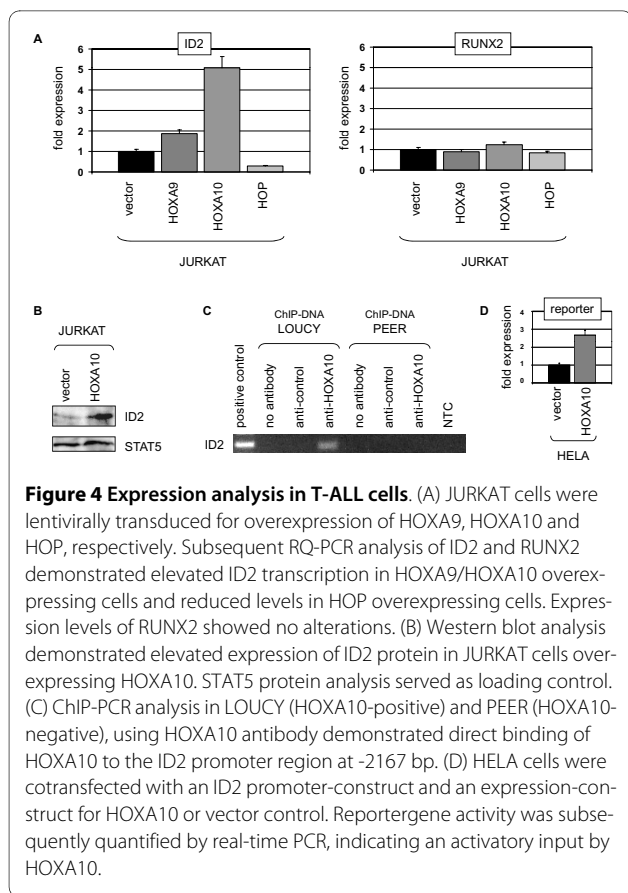 A
ID2
RUNX2
fold expression
6
5
4
3
2
1
0
vector
HOXA9
HOXA10
HOP
JURKAT
fold expression
6
5
4
3
2
1
0
vector
HOXA9
HOXA10
HOP
JURKAT
B
JURKAT
vector
HOXA10
ID2
STAT5
C
ChIP-DNA
LOUCY
ChIP-DNA
PEER
positive control
no antibody
anti-control
anti-HOXA10
no antibody
anti-control
anti-HOXA10
NTC
ID2
D
reporter
fold expression
4
3
2
1
0
vector
HOXA10
HELA
Figure 4 Expression analysis in T-ALL cells. (A) JURKAT cells were
lentivirally transduced for overexpression of HOXA9, HOXA10 and
HOP, respectively. Subsequent RQ-PCR analysis of ID2 and RUNX2
demonstrated elevated ID2 transcription in HOXA9/HOXA10 overex-
pressing cells and reduced levels in HOP overexpressing cells. Expres-
sion levels of RUNX2 showed no alterations. (B) Western blot analysis
demonstrated elevated expression of ID2 protein in JURKAT cells over-
expressing HOXA10. STAT5 protein analysis served as loading control.
(C) ChIP-PCR analysis in LOUCY (HOXA10-positive) and PEER (HOXA10-
negative), using HOXA10 antibody demonstrated direct binding of
HOXA10 to the ID2 promoter region at -2167 bp. (D) HELA cells were
cotransfected with an ID2 promoter-construct and an expression-con-
struct for HOXA10 or vector control. Reportergene activity was subse-
quently quantified by real-time PCR, indicating an activatory input by
HOXA10.